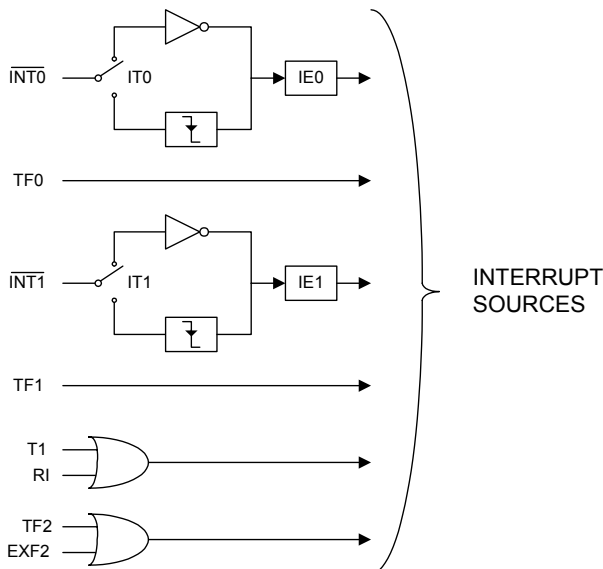 INT0
IT0
IE0
TF0
INT1
IT1
IE1
INTERRUPT
SOURCES
TF1
T1
RI
TF2
EXF2